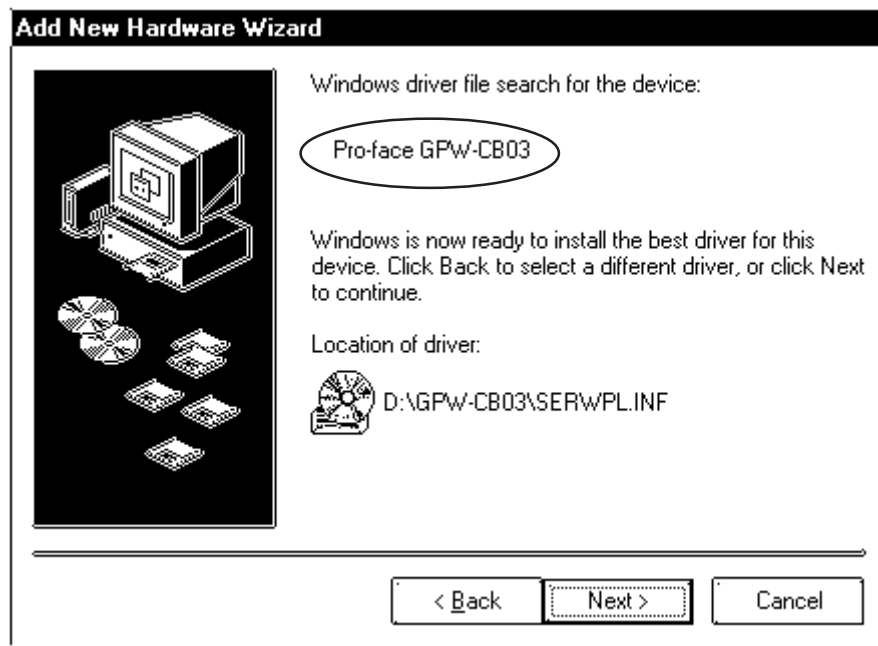 Add New Hardware Wizard
Windows driver file search for the device:
Pro-face GPW-CB03
Windows is now ready to install the best driver for this
device. Click Back to select a different driver, or click Next
to continue.
Location of driver:
D:\GPW-CB03\SERWPL.INF
< Back Next > Cancel